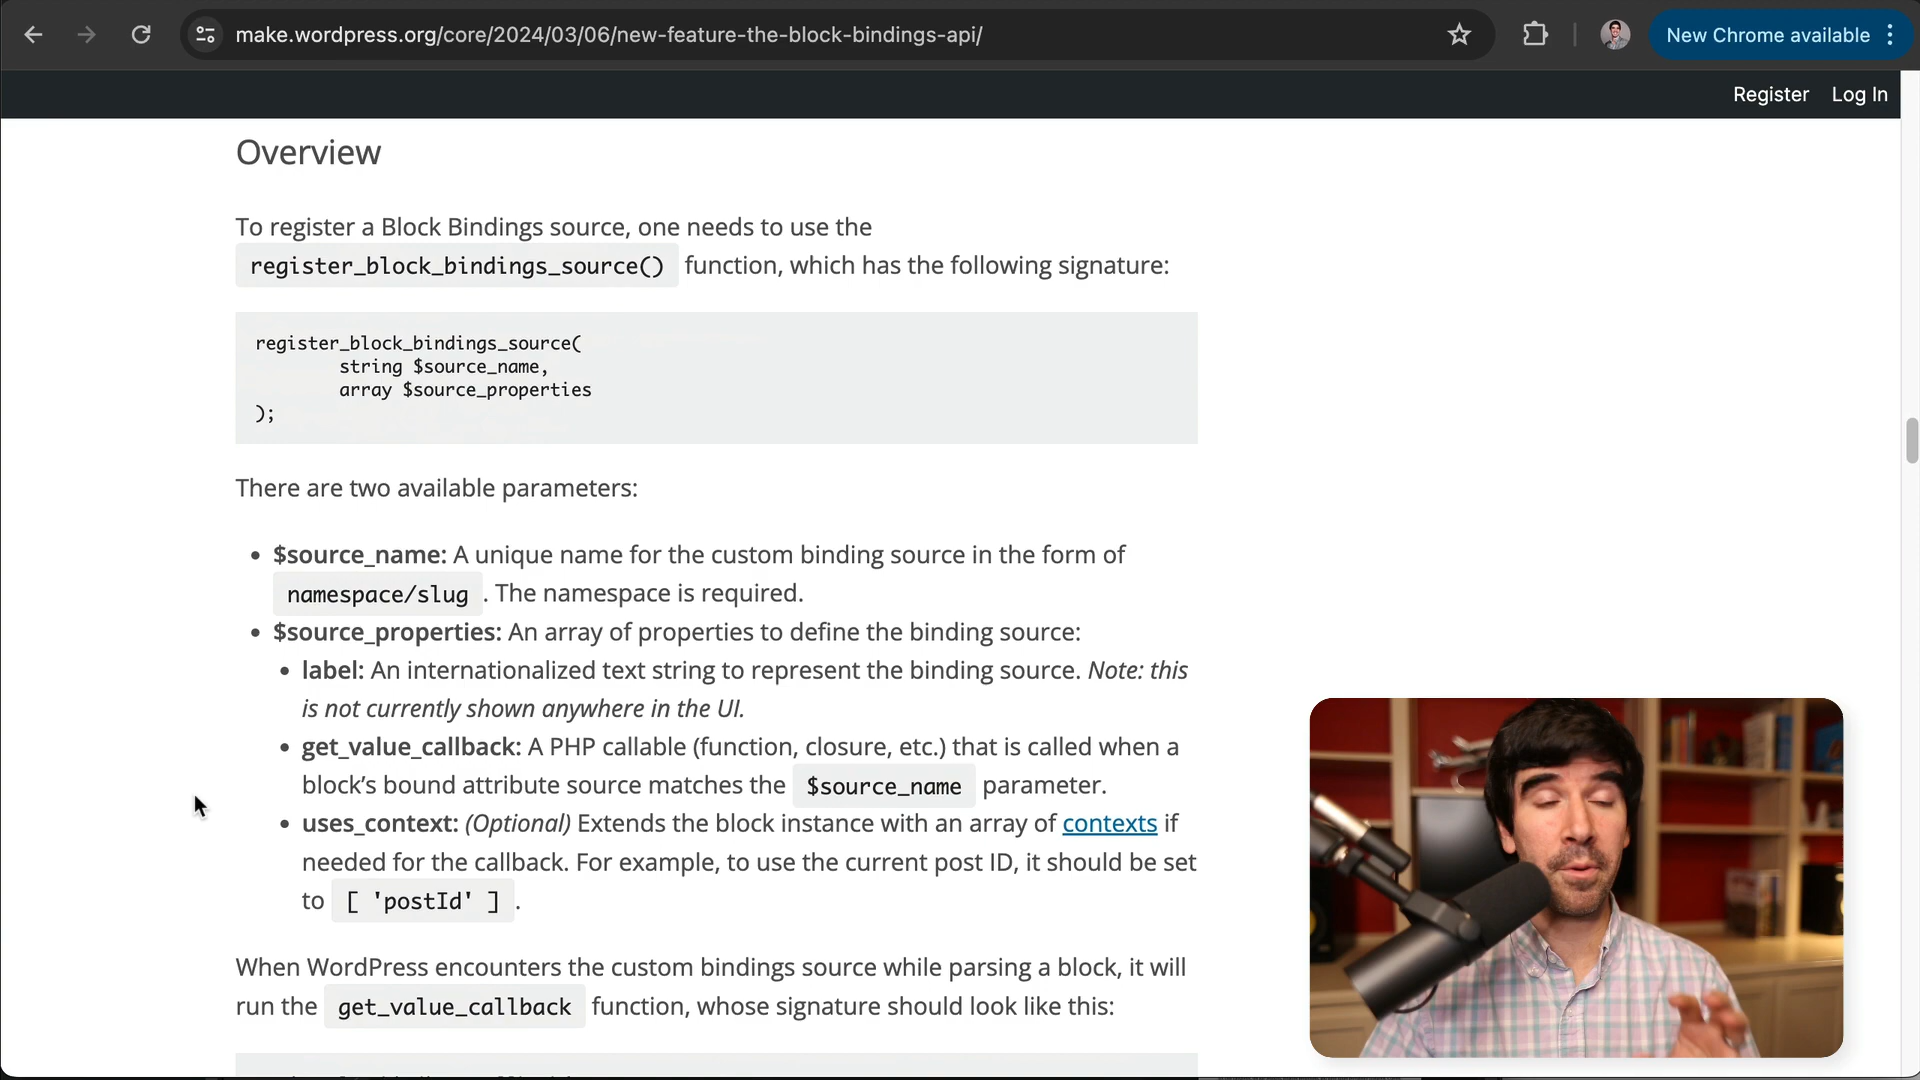 make.wordpress.org/core/2024/03/06/new-feature-the-block-bindings-api/
New Chrome available
Register Log In
Overview
To register a Block Bindings source, one needs to use the
register_block_bindings_source() function, which has the following signature:
register_block_bindings_source(
string $source_name,
array $source_properties
);
There are two available parameters:
• $source_name: A unique name for the custom binding source in the form of
namespace/slug . The namespace is required.
• $source_properties: An array of properties to define the binding source:
• label: An internationalized text string to represent the binding source. Note: this
is not currently shown anywhere in the UI.
• get_value_callback: A PHP callable (function, closure, etc.) that is called when a
block’s bound attribute source matches the $source_name parameter.
• uses_context: (Optional) Extends the block instance with an array of contexts if
needed for the callback. For example, to use the current post ID, it should be set
to [ 'postId' ] .
When WordPress encounters the custom bindings source while parsing a block, it will
run the get_value_callback function, whose signature should look like this: